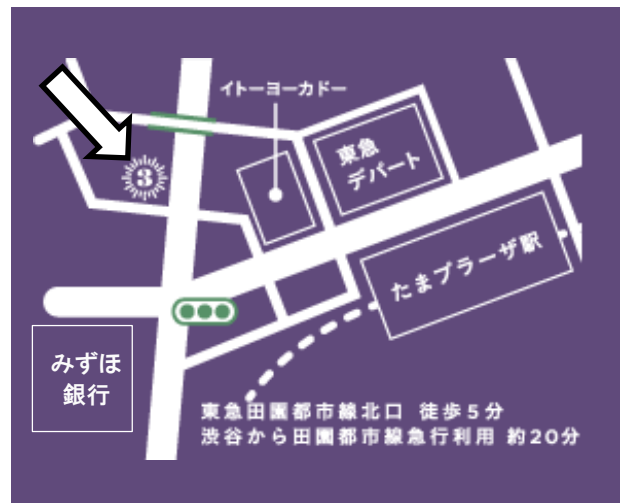 イトーヨーカドー
3
東急
デパート
たまプラーザ駅
みずほ
銀行
東急田園都市線北口 徒歩5分
渋谷から田園都市線急行利用 約20分